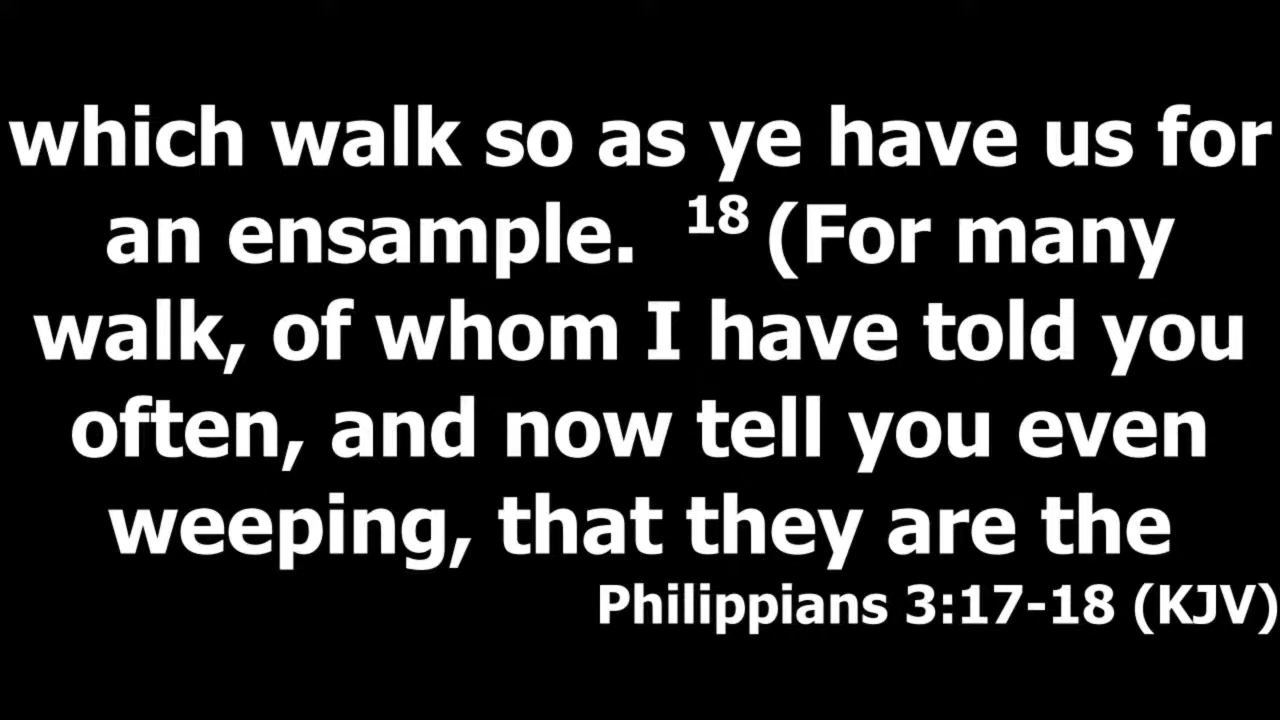 which walk so as ye have us for
an ensample. 18 (For many
walk, of whom I have told you
often, and now tell you even
weeping, that they are the
Philippians 3:17-18 (KJV)